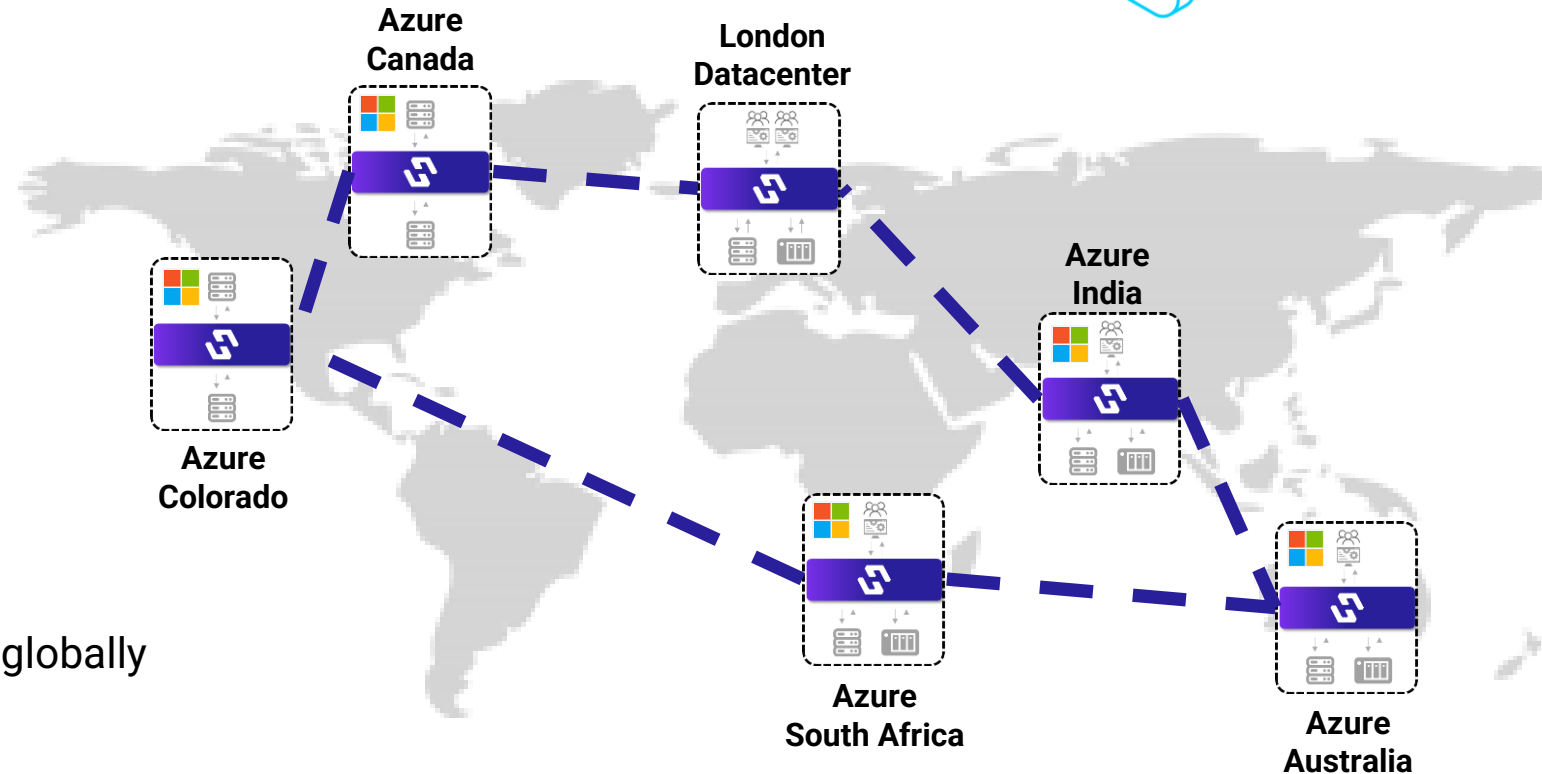 Azure
Canada
London
Datacenter
Azure
India
Azure
Colorado
globally
Azure
South Africa
Azure
Australia